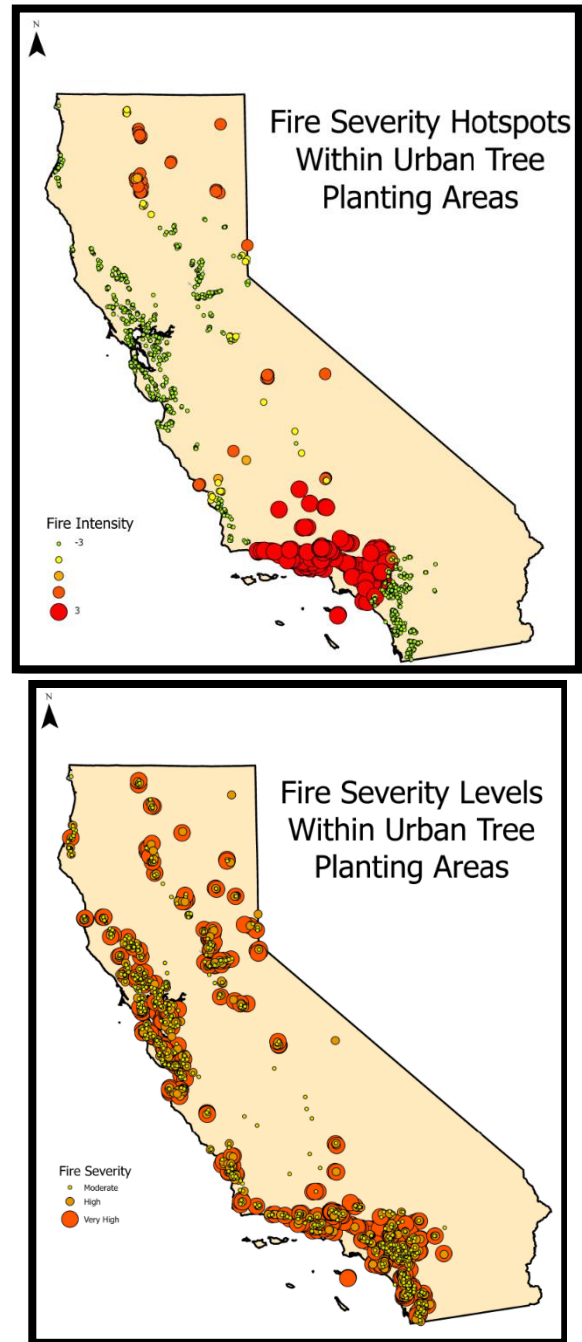 N
Fire Severity Hotspots
Within Urban Tree
Planting Areas
Fire Intensity
-3
3
N
Fire Severity Levels
Within Urban Tree
Planting Areas
Fire Severity
Moderate
High
Very High